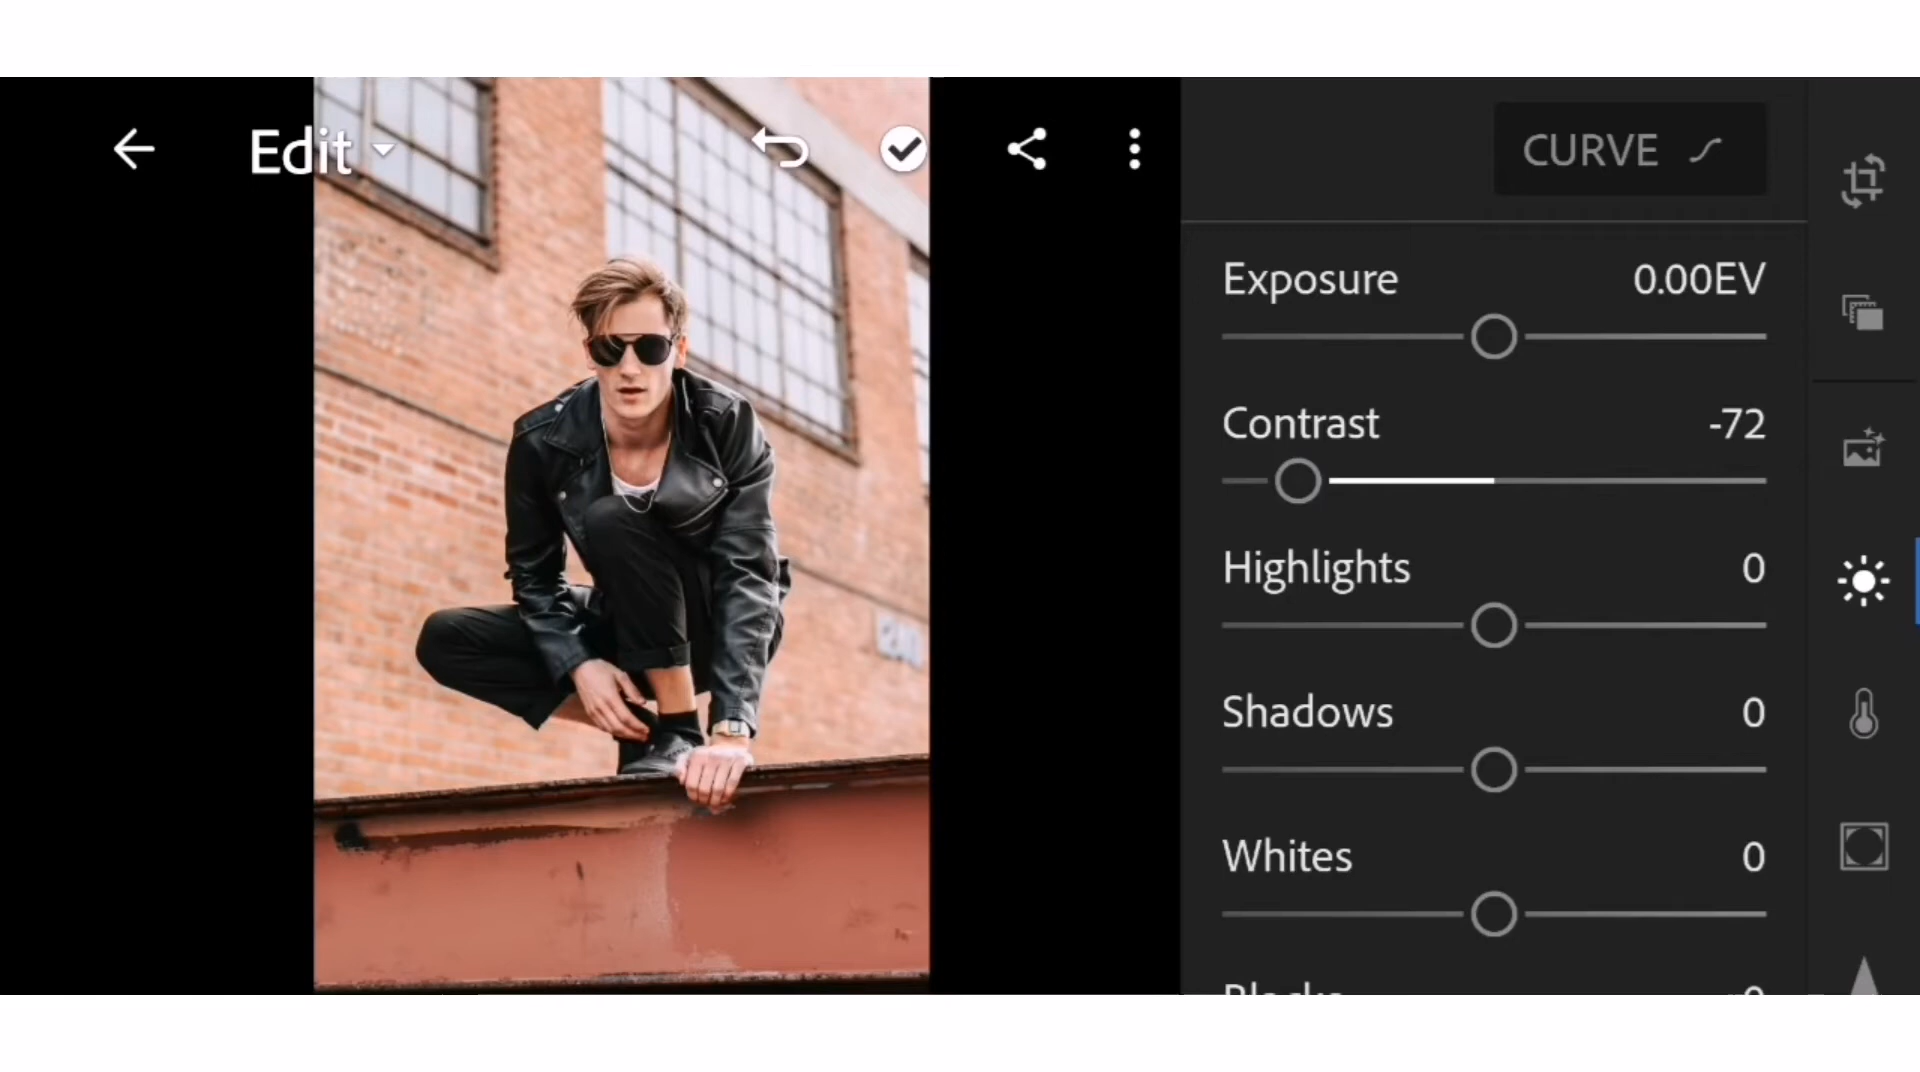 Edit
CURVE
Exposure 0.00EV
Contrast -72
Highlights 0
Shadows 0
Whites 0